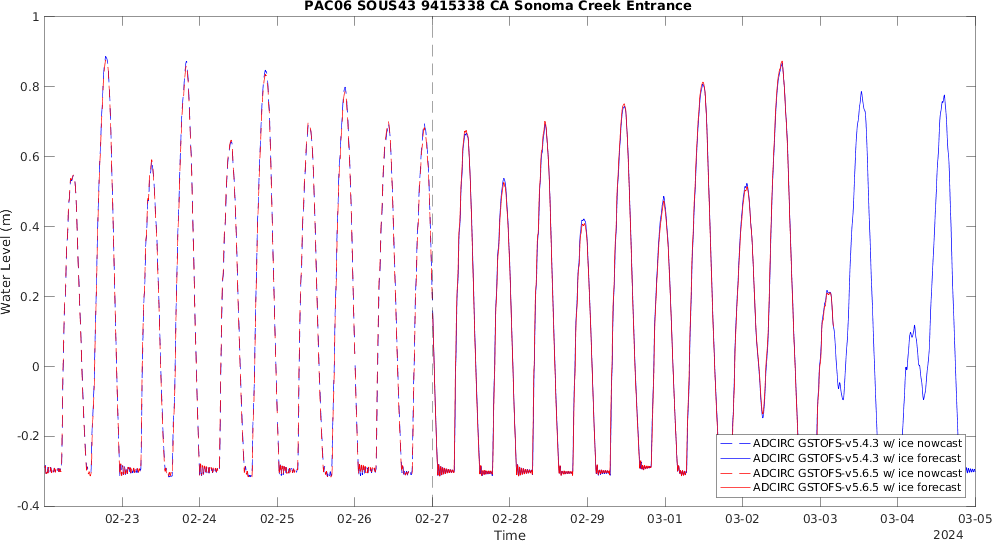 PAC06 SOUS43 9415338 CA Sonoma Creek Entrance
Water Level (m)
1
0.8
0.6
0.4
0.2
0
-0.2
-0.4
ADCIRC GSTOFS-v5.4.3 w/ ice nowcast
ADCIRC GSTOFS-v5.4.3 w/ ice forecast
ADCIRC GSTOFS-v5.6.5 w/ ice nowcast
ADCIRC GSTOFS-v5.6.5 w/ ice forecast
02-23 02-24 02-25 02-26 02-27 02-28 02-29 03-01 03-02 03-03 03-04 03-05
Time
2024